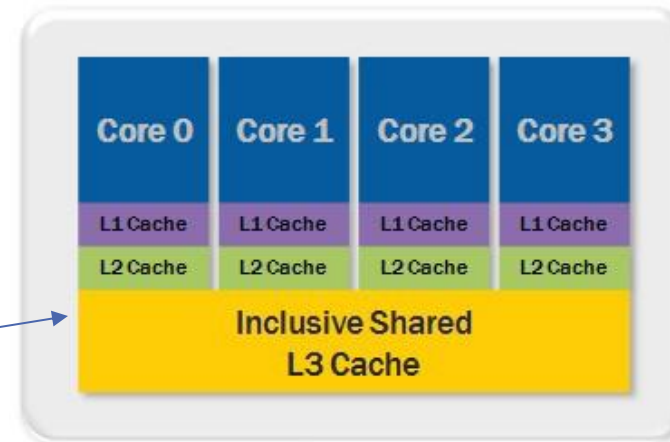 Core 0 Core 1 Core 2 Core 3
L1 Cache L1 Cache L1 Cache L1 Cache
L2 Cache L2 Cache L2 Cache L2 Cache
Inclusive Shared
L3 Cache